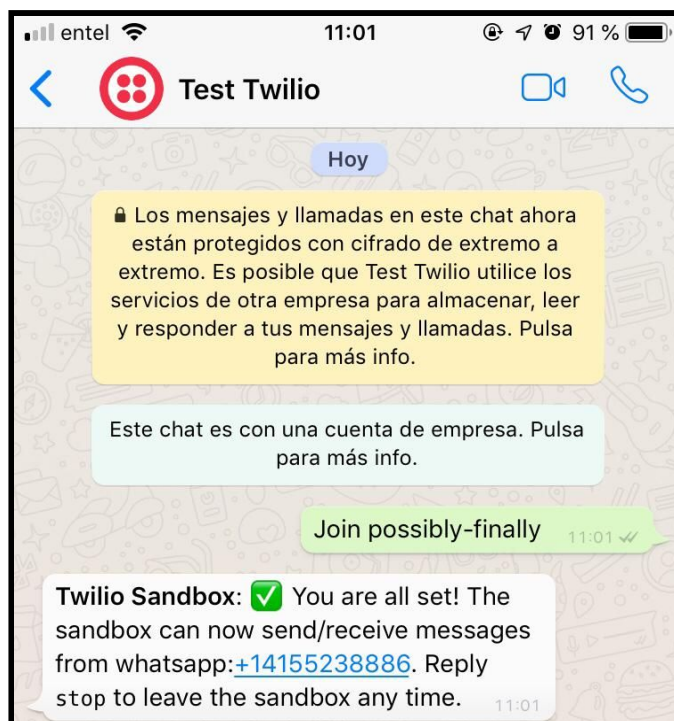 entel 11:01 91 %
Test Twilio
Hoy
Los mensajes y llamadas en este chat ahora
están protegidos con cifrado de extremo a
extremo. Es posible que Test Twilio utilice los
servicios de otra empresa para almacenar, leer
y responder a tus mensajes y llamadas. Pulsa
para más info.
Este chat es con una cuenta de empresa. Pulsa
para más info.
Join possibly-finally 11:01
Twilio Sandbox: ✅ You are all set! The
sandbox can now send/receive messages
from whatsapp:+14155238886. Reply
stop to leave the sandbox any time. 11:01